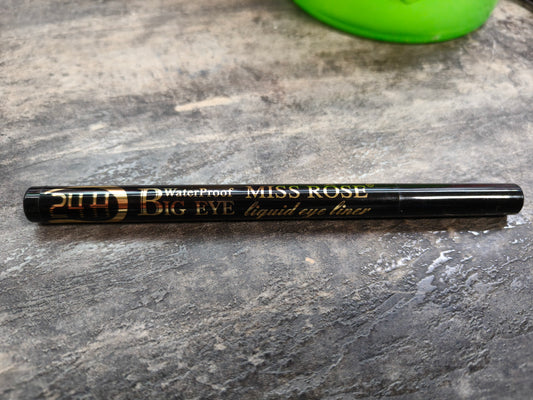 24H
WaterProof
BIG EYE
MISS ROSE®
liquid eye liner